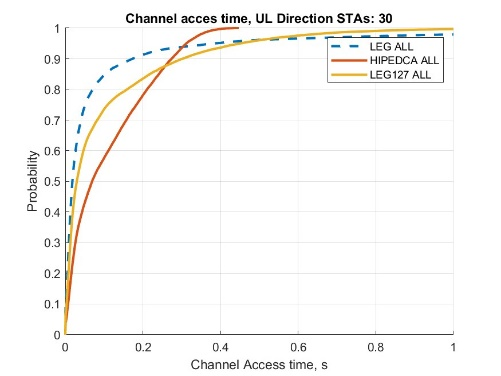 Channel acces time, UL Direction STAs: 30
LEG ALL
HIPEDCA ALL
LEG127 ALL
Probability
1
0.9
0.8
0.7
0.6
0.5
0.4
0.3
0.2
0.1
0
0
0.2
0.4
0.6
0.8
1
Channel Access time, s